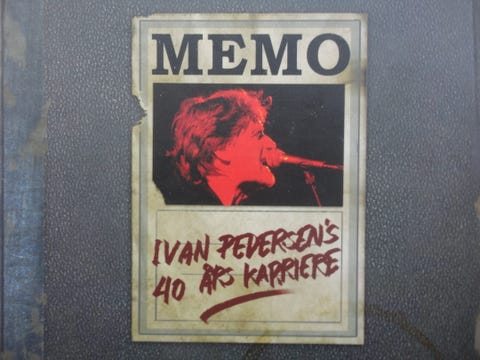 MEMO
IVAN PEDERSEN'S
40 ÅRS KARRIERE